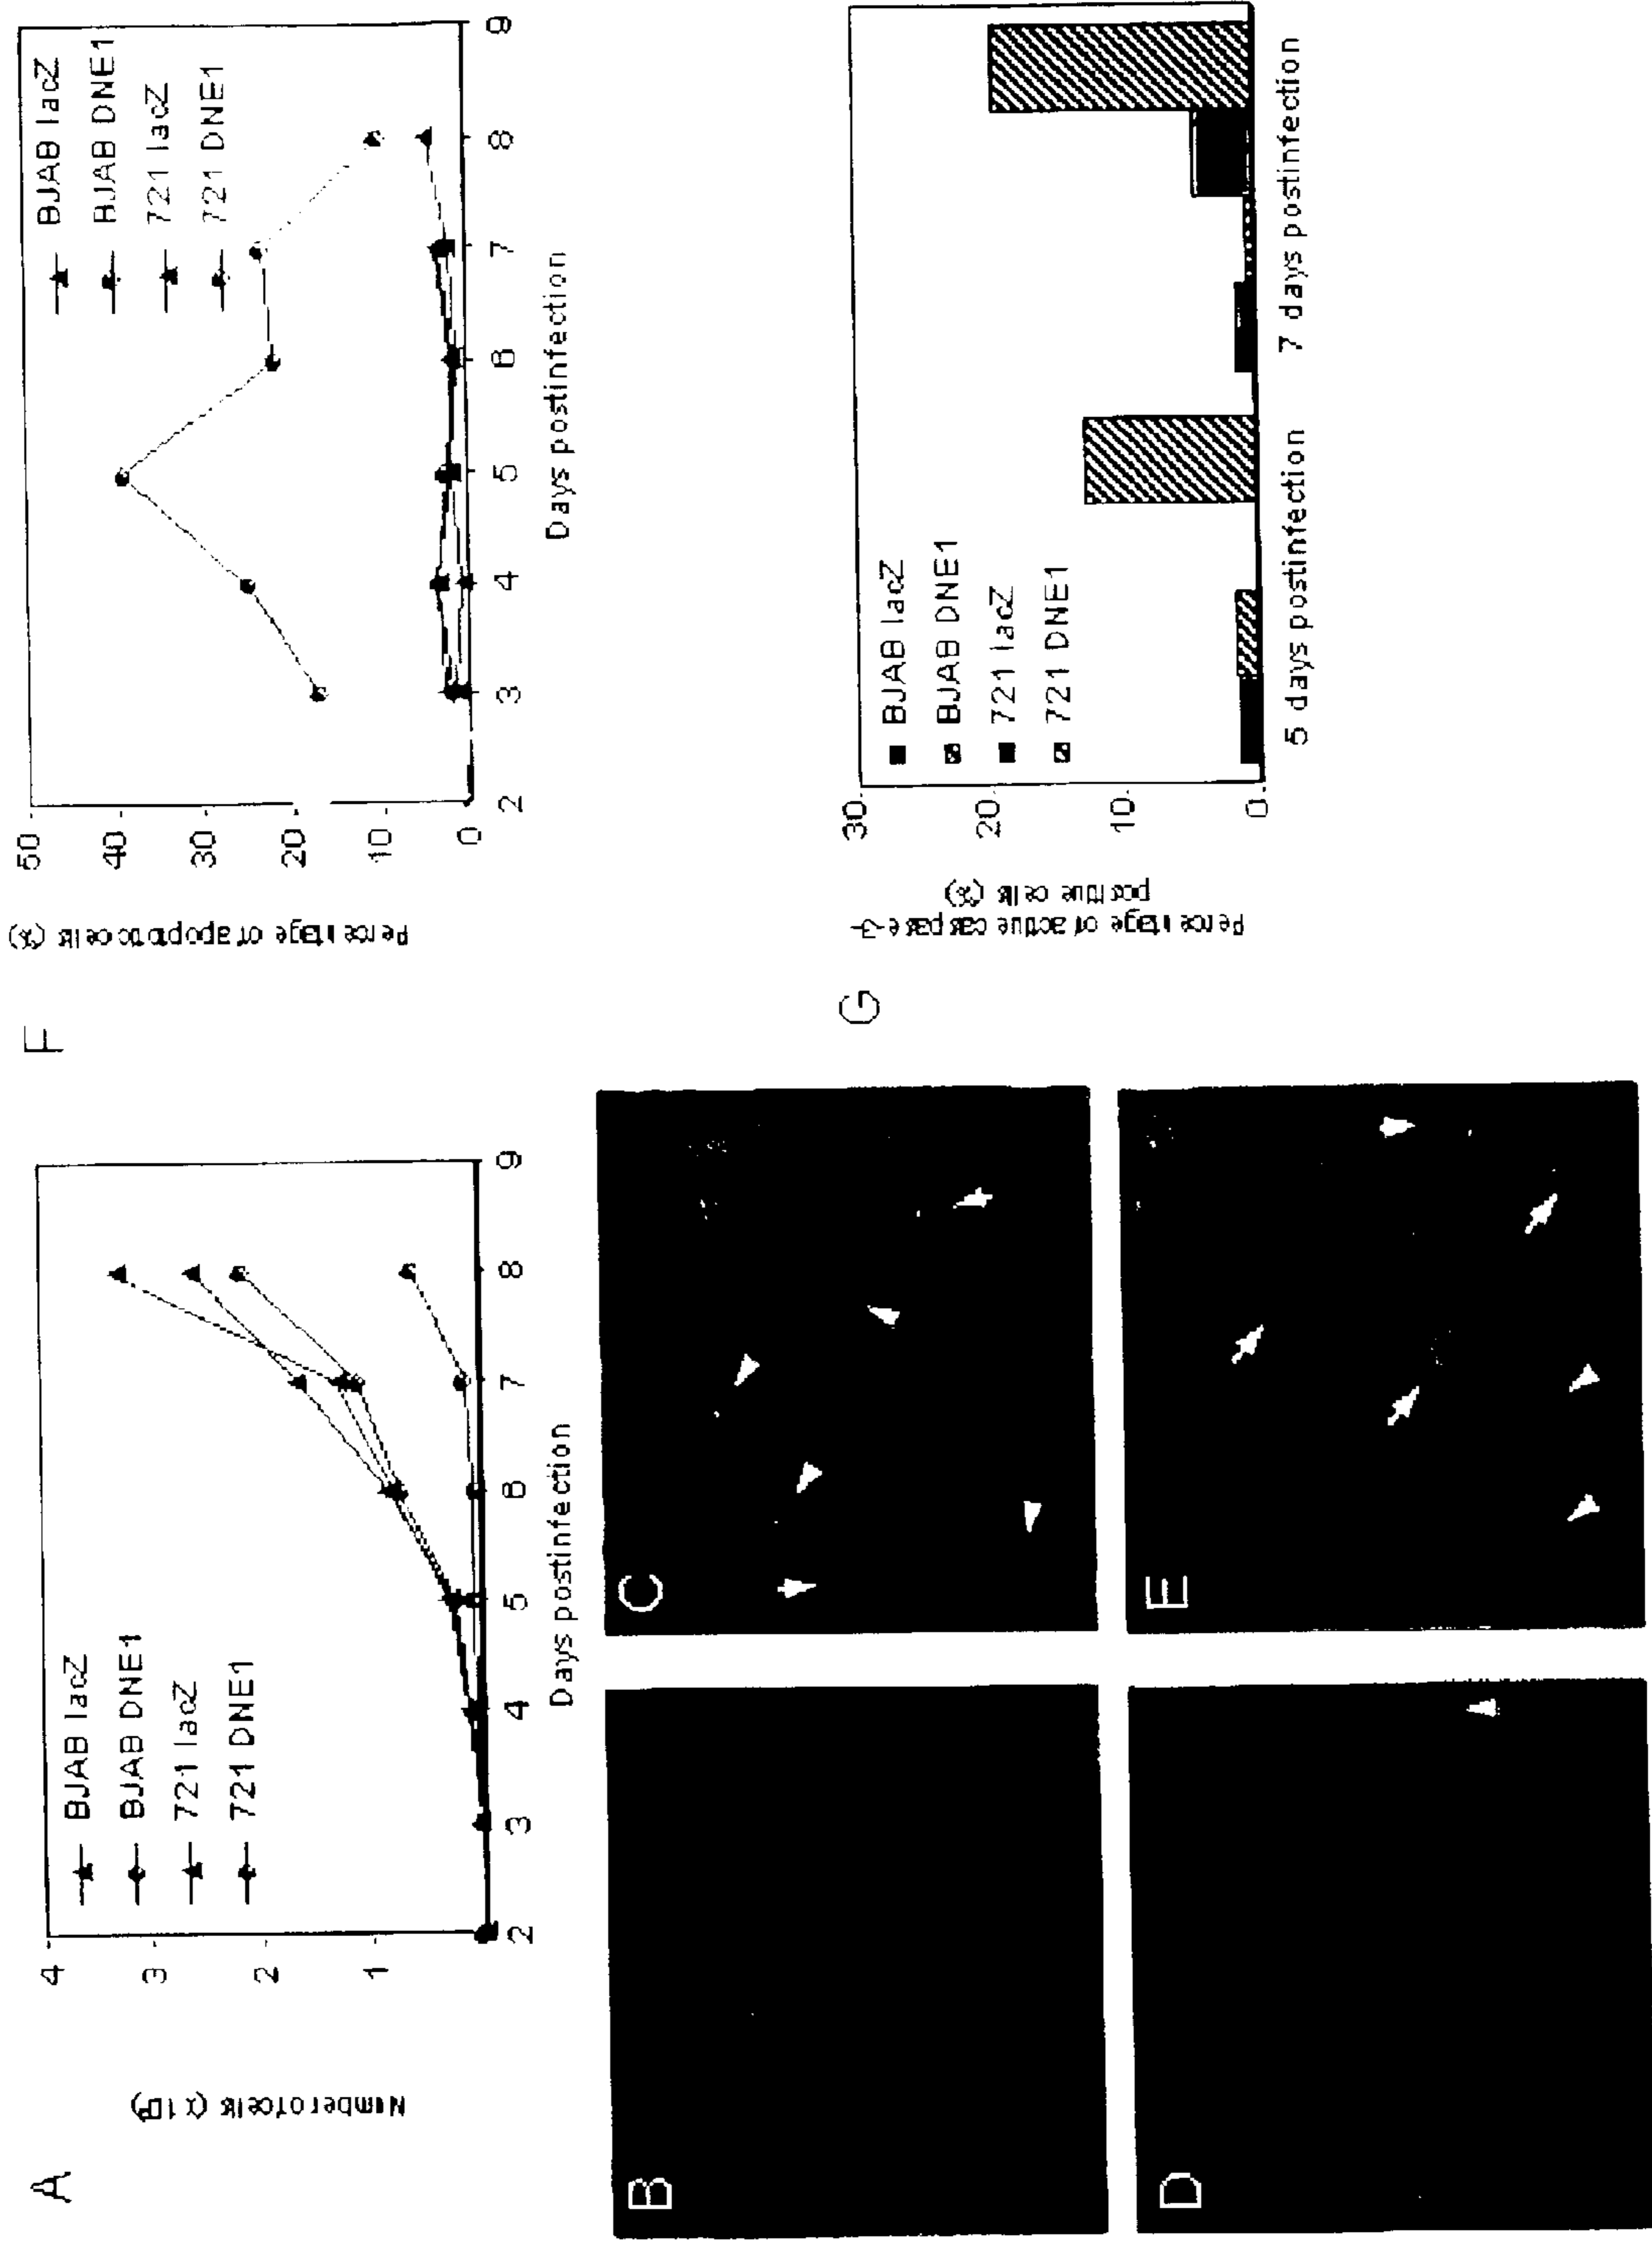 A
Number of cells
4
3
2
1
BJAB lacZ
BJAB DNE1
721 lacZ
721 DNE1
2 3 4 5 6 7 8 9
Days postinfection
B
C
D
E
F
Percentage of apoptotic cells (%)
50
40
30
20
10
0
BJAB lacZ
BJAB DNE1
721 lacZ
721 DNE1
2 3 4 5 6 7 8 9
Days postinfection
G
Percentage of active caspase-3-
positive cells (%)
30
20
10
0
BJAB lacZ
BJAB DNE1
721 lacZ
721 DNE1
5 days postinfection
7 days postinfection